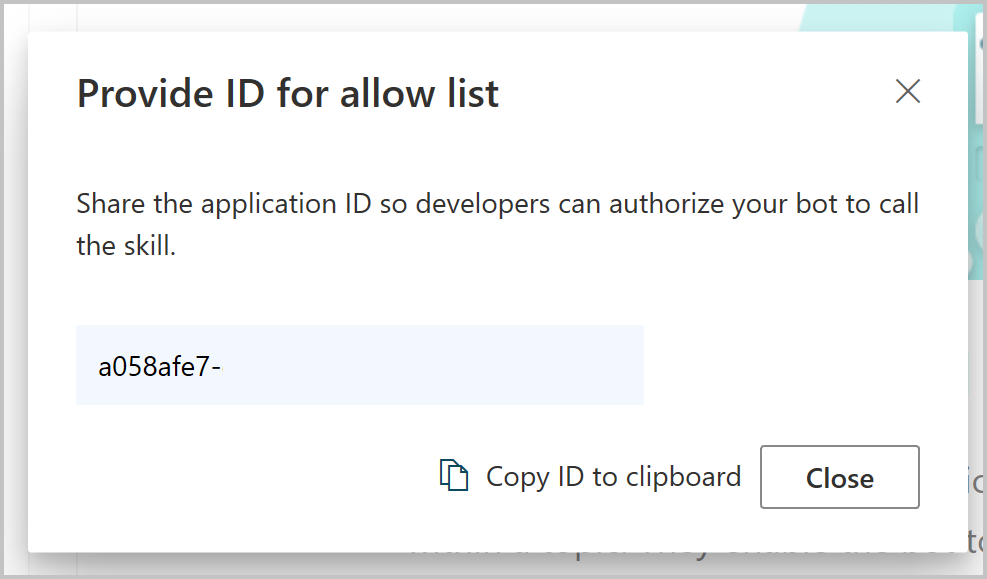 Provide ID for allow list
Share the application ID so developers can authorize your bot to call
the skill.
a058afe7-
Copy ID to clipboard
Close